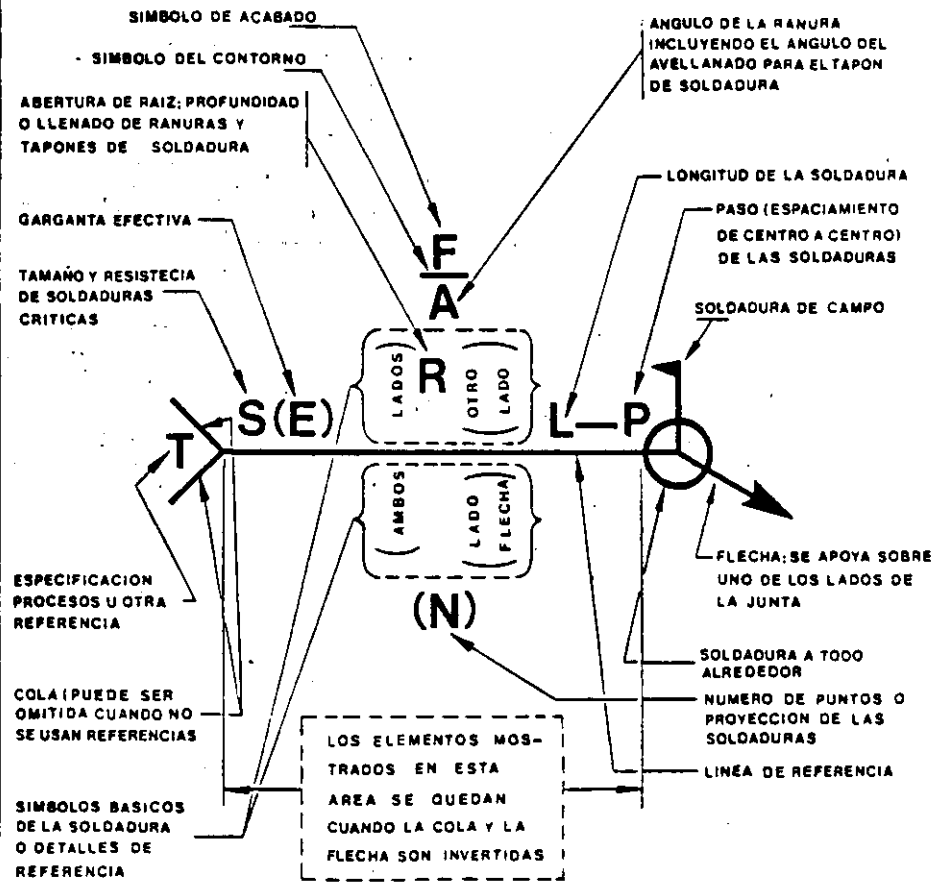 SIMBOLO DE ACABADO
SIMBOLO DEL CONTORNO
ABERTURA DE RAIZ; PROFUNDIDAD
O LLENADO DE RANURAS Y
TAPONES DE SOLDADURA
GARGANTA EFECTIVA
TAMAÑO Y RESISTECIA
DE SOLDADURAS
CRITICAS
ANGULO DE LA RANURA
INCLUYENDO EL ANGULO DEL
AVELLANADO PARA EL TAPON
DE SOLDADURA
LONGITUD DE LA SOLDADURA
PASO (ESPACIAMIENTO
DE CENTRO A CENTRO)
DE LAS SOLDADURAS
SOLDADURA DE CAMPO
F
A
R
(LADOS)
(OTRO
LADO)
S(E)
L—P
T
(AMBOS)
(LADO
FLECHA)
(N)
ESPECIFICACION
PROCESOS U OTRA
REFERENCIA
COLA (PUEDE SER
OMITIDA CUANDO NO
SE USAN REFERENCIAS
SIMBOLOS BASICOS
DE LA SOLDADURA
O DETALLES DE
REFERENCIA
LOS ELEMENTOS MOS-
TRADOS EN ESTA
AREA SE QUEDAN
CUANDO LA COLA Y LA
FLECHA SON INVERTIDAS
FLECHA; SE APOYA SOBRE
UNO DE LOS LADOS DE
LA JUNTA
SOLDADURA A TODO
ALREDEDOR
NUMERO DE PUNTOS O
PROYECCION DE LAS
SOLDADURAS
LINEA DE REFERENCIA